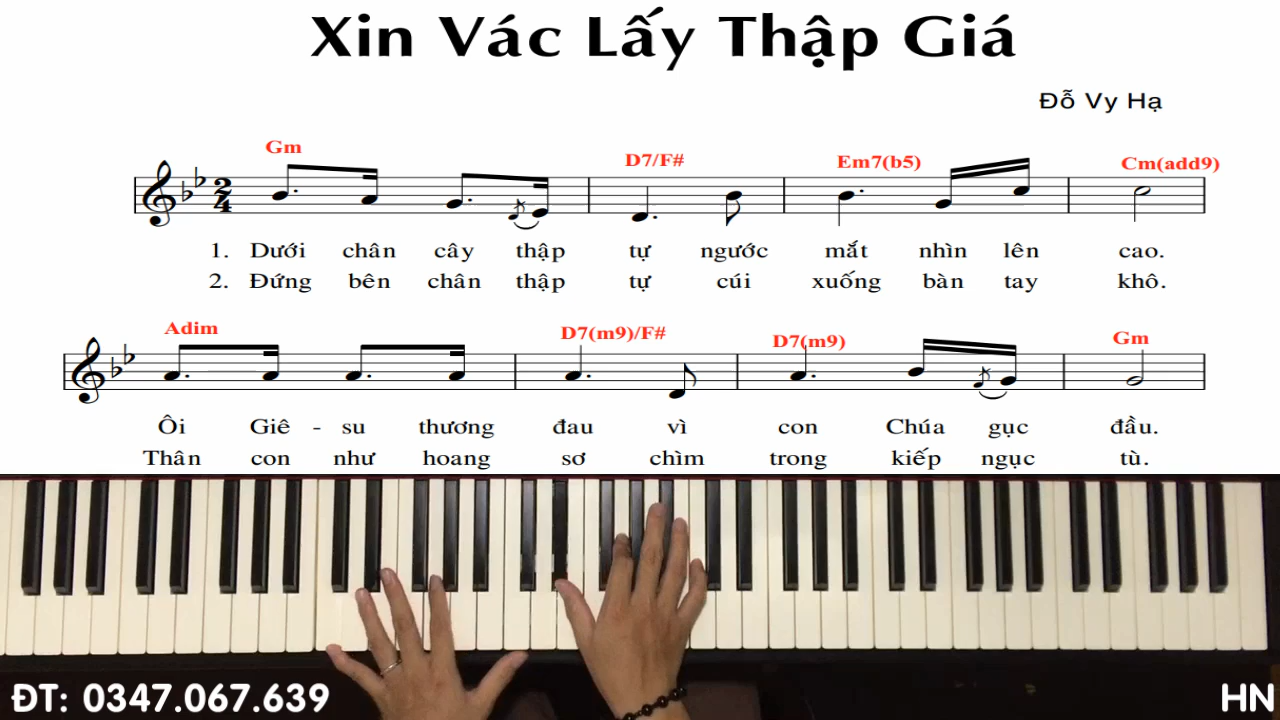 Xin Vác Lấy Thập Giá
Đỗ Vy Hạ
Gm D7/F# Em7(b5) Cm(add9)
2
4
1. Dưới chân cây thập tự ngước mắt nhìn lên cao.
2. Đứng bên chân thập tự cúi xuống bàn tay khô.
Adim D7(m9)/F# D7(m9) Gm
Ôi Giê - su thương đau vì con Chúa gục đầu.
Thân con như hoang sơ chìm trong kiếp ngục tù.
ĐT: 0347.067.639 HN